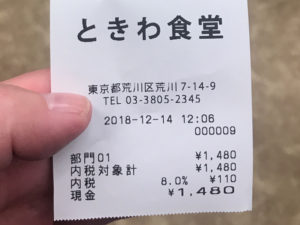 ときわ食堂
東京都荒川区荒川7-14-9
TEL 03-3805-2345
2018-12-14 12:06
000009
部門01 ¥1,480
内税対象計 ¥1,480
内税 8.0% ¥110
現金 ¥1,480